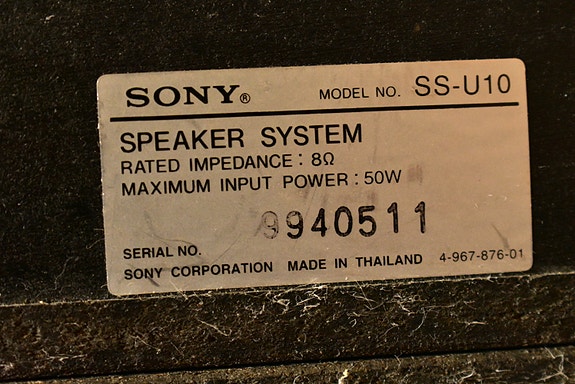 SONY® MODEL NO. SS-U10
SPEAKER SYSTEM
RATED IMPEDANCE : 8Ω
MAXIMUM INPUT POWER : 50W
9940511
SERIAL NO.
SONY CORPORATION MADE IN THAILAND 4-967-876-01